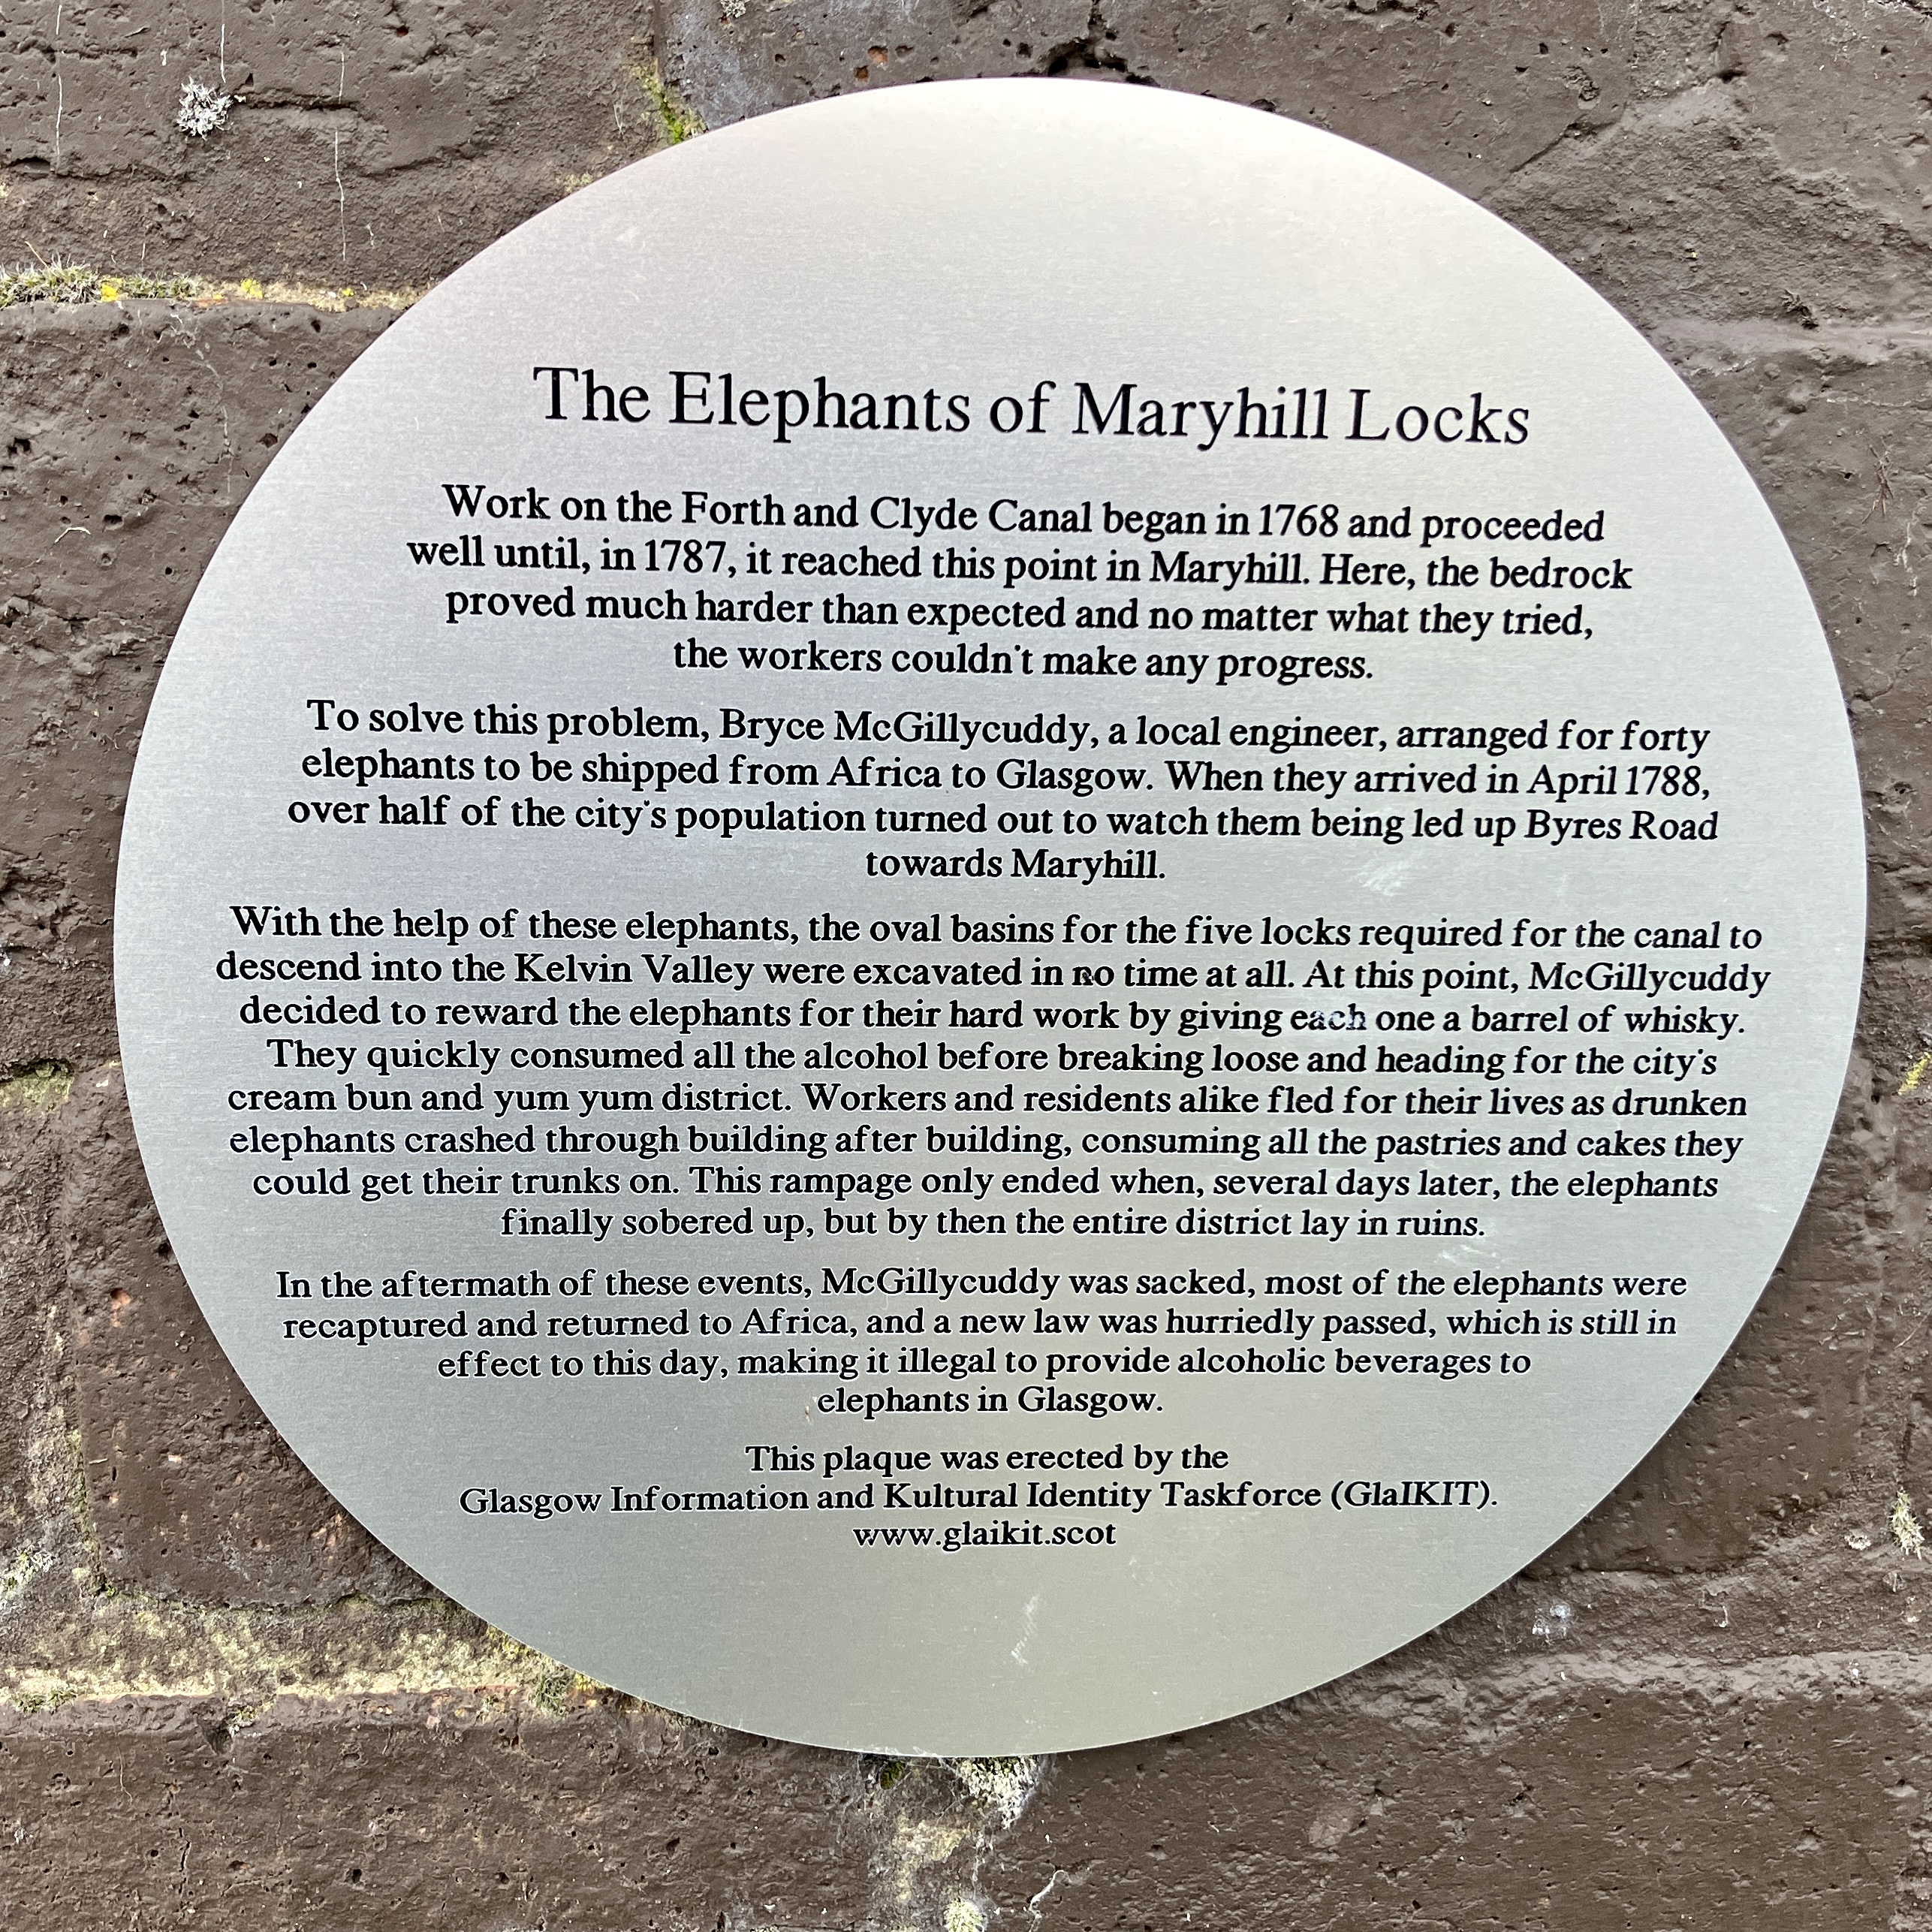 The Elephants of Maryhill Locks
Work on the Forth and Clyde Canal began in 1768 and proceeded
well until, in 1787, it reached this point in Maryhill. Here, the bedrock
proved much harder than expected and no matter what they tried,
the workers couldn't make any progress.
To solve this problem, Bryce McGillycuddy, a local engineer, arranged for forty
elephants to be shipped from Africa to Glasgow. When they arrived in April 1788,
over half of the city's population turned out to watch them being led up Byres Road
towards Maryhill.
With the help of these elephants, the oval basins for the five locks required for the canal to
descend into the Kelvin Valley were excavated in no time at all. At this point, McGillycuddy
decided to reward the elephants for their hard work by giving each one a barrel of whisky.
They quickly consumed all the alcohol before breaking loose and heading for the city's
cream bun and yum yum district. Workers and residents alike fled for their lives as drunken
elephants crashed through building after building, consuming all the pastries and cakes they
could get their trunks on. This rampage only ended when, several days later, the elephants
finally sobered up, but by then the entire district lay in ruins.
In the aftermath of these events, McGillycuddy was sacked, most of the elephants were
recaptured and returned to Africa, and a new law was hurriedly passed, which is still in
effect to this day, making it illegal to provide alcoholic beverages to
elephants in Glasgow.
This plaque was erected by the
Glasgow Information and Kultural Identity Taskforce (GlaIKIT).
www.glaikit.scot